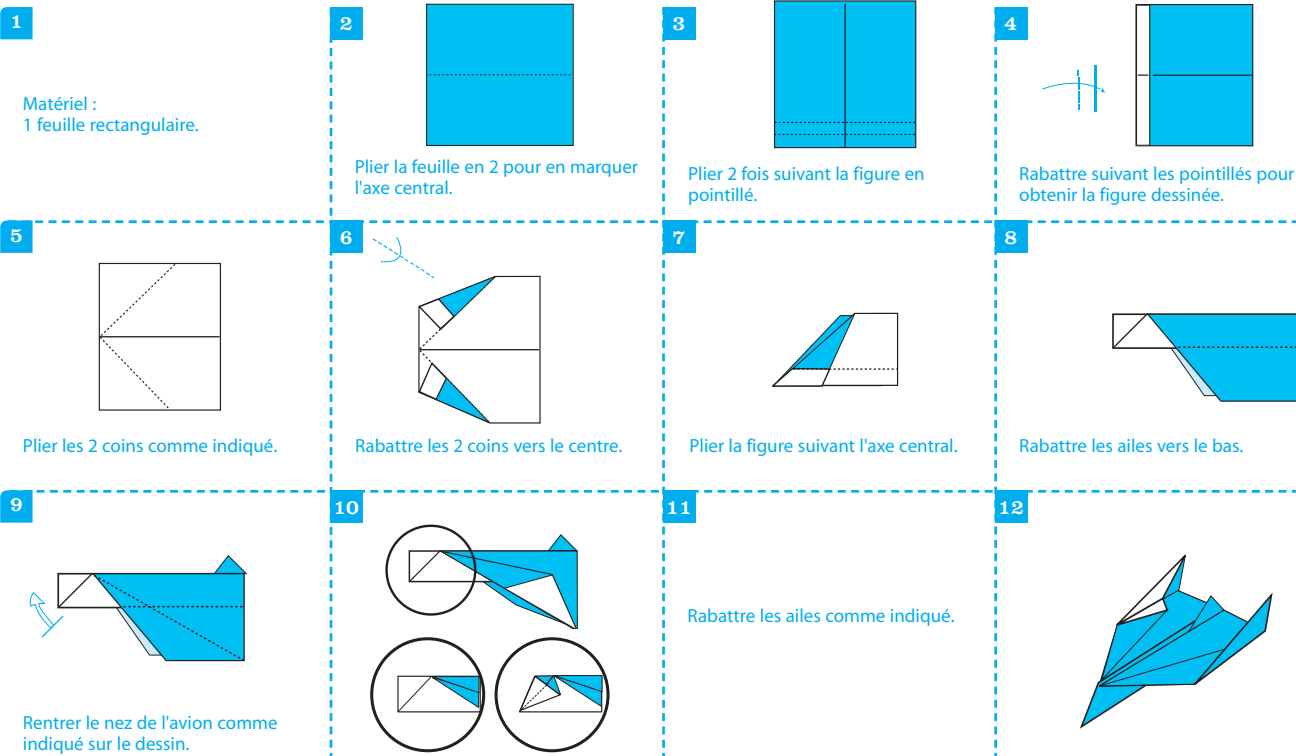 1
Matériel :
1 feuille rectangulaire.
2
Plier la feuille en 2 pour en marquer
l'axe central.
3
Plier 2 fois suivant la figure en
pointillé.
4
Rabattre suivant les pointillés pour
obtenir la figure dessinée.
5
Plier les 2 coins comme indiqué.
6
Rabattre les 2 coins vers le centre.
7
Plier la figure suivant l'axe central.
8
Rabattre les ailes vers le bas.
9
Rentrer le nez de l'avion comme
indiqué sur le dessin.
10
11
Rabattre les ailes comme indiqué.
12